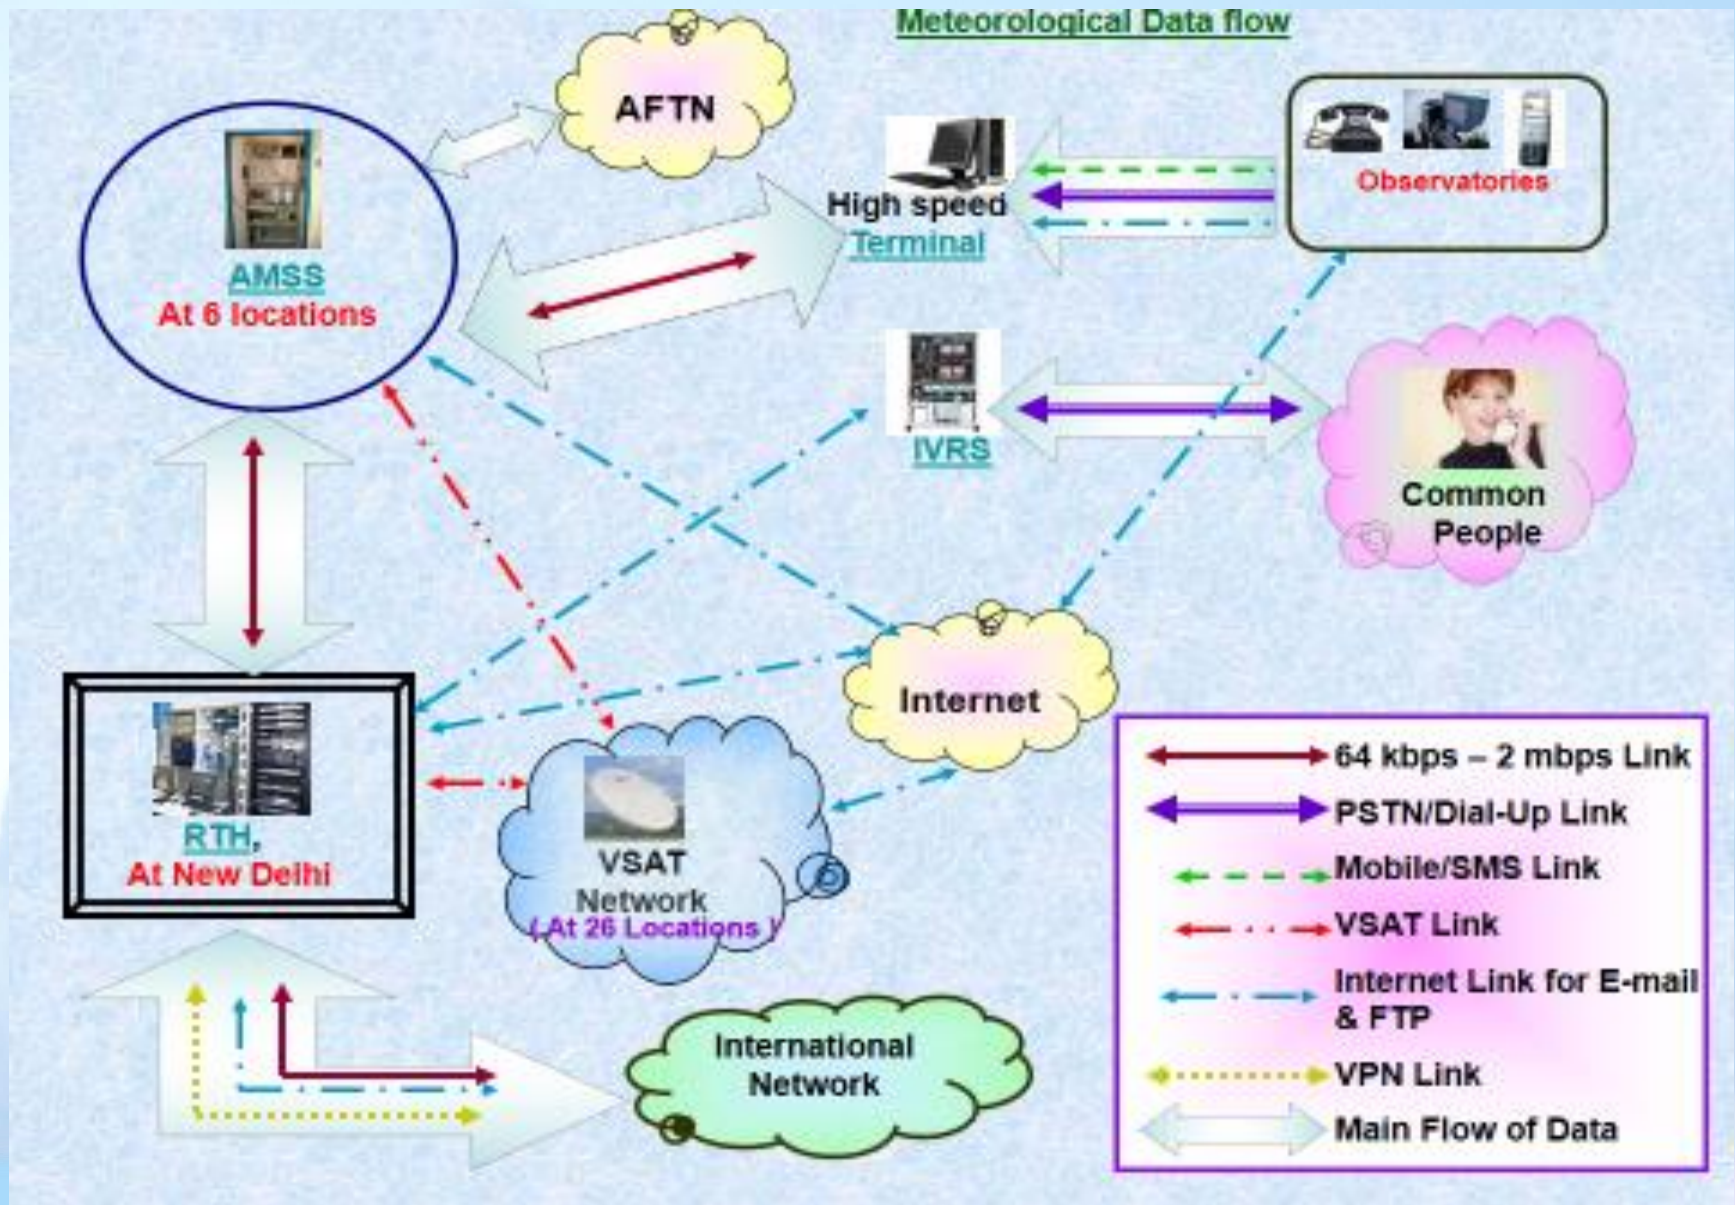 Meteorological Data flow
AFTN
AMSS
At 6 locations
High speed
Terminal
Observatories
IVRS
Common
People
Internet
RTH,
At New Delhi
VSAT
Network
( At 26 Locations )
International
Network
64 kbps – 2 mbps Link
PSTN/Dial-Up Link
Mobile/SMS Link
VSAT Link
Internet Link for E-mail
& FTP
VPN Link
Main Flow of Data